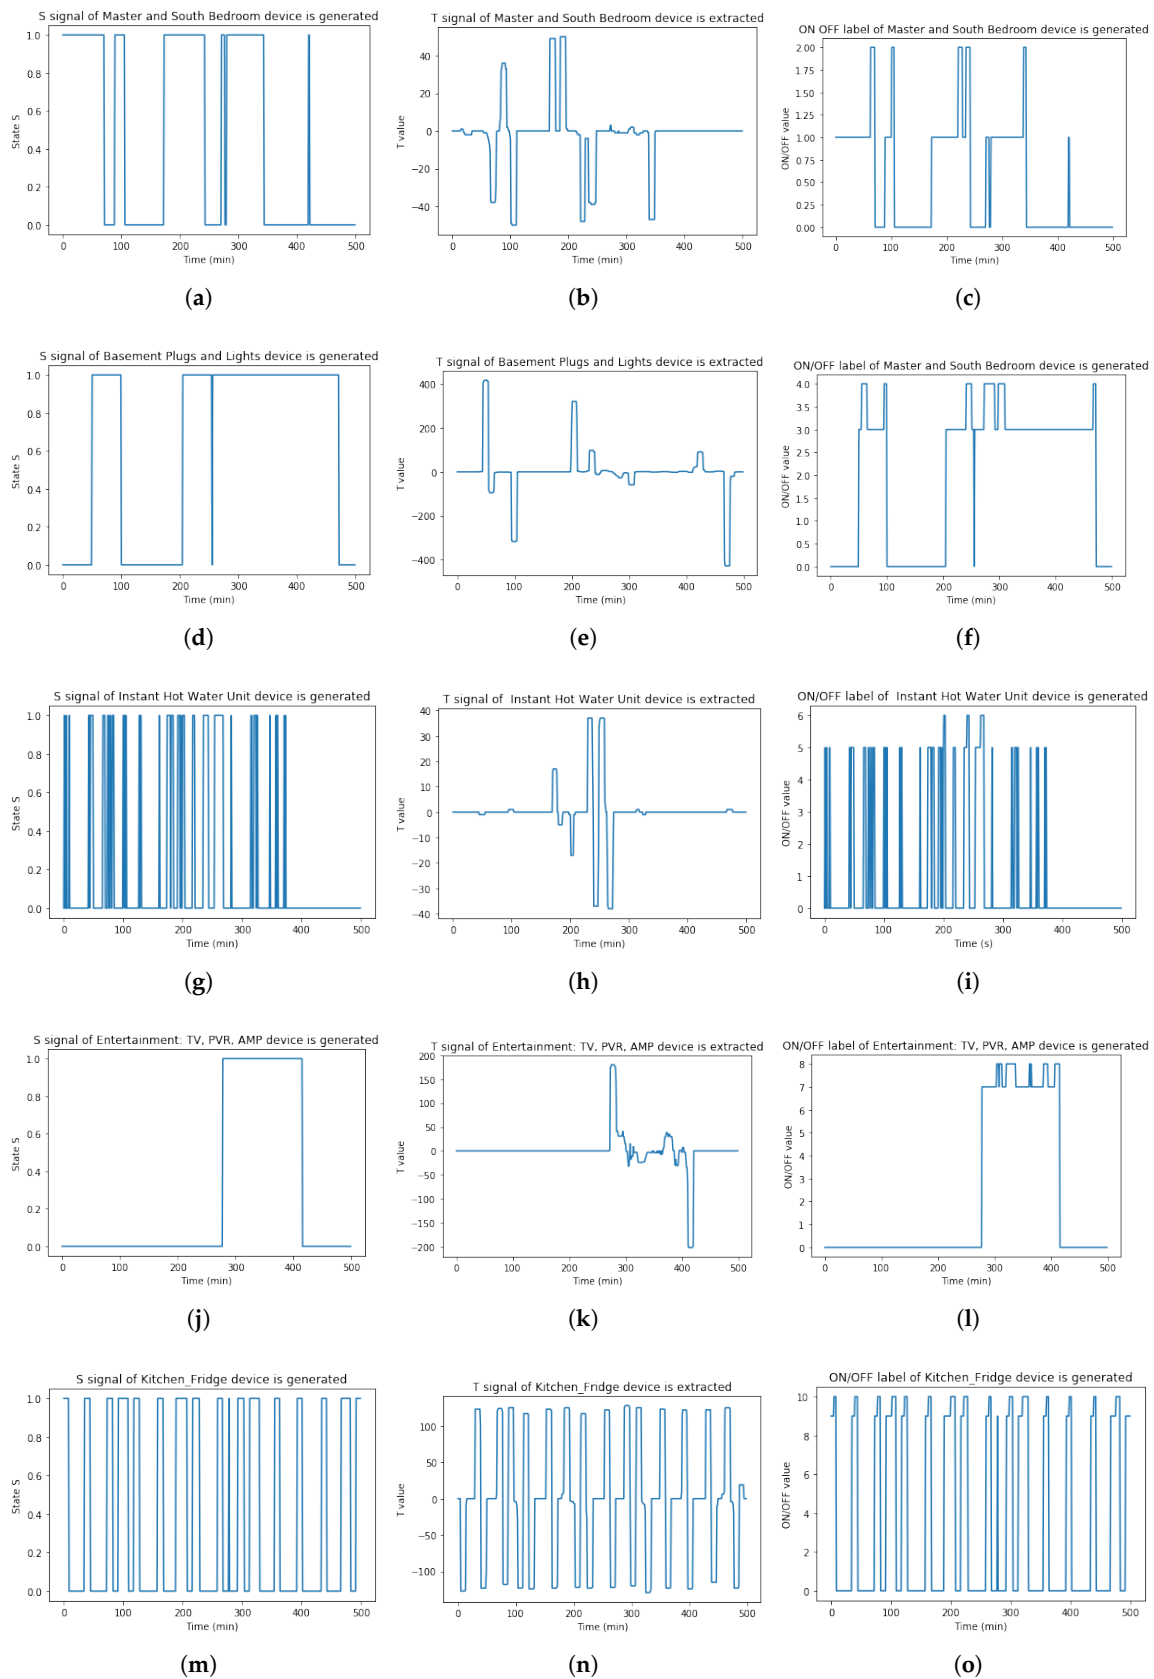 S signal of Master and South Bedroom device is generated
1.0
0.8
0.6
0.4
0.2
0.0
State S
0 100 200 300 400 500
Time (min)
(a)
T signal of Master and South Bedroom device is extracted
40
20
0
−20
−40
T value
0 100 200 300 400 500
Time (min)
(b)
ON OFF label of Master and South Bedroom device is generated
2.00
1.75
1.50
1.25
1.00
0.75
0.50
0.25
0.00
ON/OFF value
0 100 200 300 400 500
Time (min)
(c)
S signal of Basement Plugs and Lights device is generated
1.0
0.8
0.6
0.4
0.2
0.0
State S
0 100 200 300 400 500
Time (min)
(d)
T signal of Basement Plugs and Lights device is extracted
400
200
0
−200
−400
T value
0 100 200 300 400 500
Time (min)
(e)
ON/OFF label of Master and South Bedroom device is generated
4.0
3.5
3.0
2.5
2.0
1.5
1.0
0.5
0.0
ON/OFF value
0 100 200 300 400 500
Time (min)
(f)
S signal of Instant Hot Water Unit device is generated
1.0
0.8
0.6
0.4
0.2
0.0
State S
0 100 200 300 400 500
Time (min)
(g)
T signal of Instant Hot Water Unit device is extracted
40
30
20
10
0
−10
−20
−30
−40
T value
0 100 200 300 400 500
Time (min)
(h)
ON/OFF label of Instant Hot Water Unit device is generated
6
5
4
3
2
1
0
ON/OFF value
0 100 200 300 400 500
Time (s)
(i)
S signal of Entertainment: TV, PVR, AMP device is generated
1.0
0.8
0.6
0.4
0.2
0.0
State S
0 100 200 300 400 500
Time (min)
(j)
T signal of Entertainment: TV, PVR, AMP device is extracted
200
150
100
50
0
−50
−100
−150
−200
T value
0 100 200 300 400 500
Time (min)
(k)
ON/OFF label of Entertainment: TV, PVR, AMP device is generated
8
7
6
5
4
3
2
1
0
ON/OFF value
0 100 200 300 400 500
Time (min)
(l)
S signal of Kitchen_Fridge device is generated
1.0
0.8
0.6
0.4
0.2
0.0
State S
0 100 200 300 400 500
Time (min)
(m)
T signal of Kitchen_Fridge device is extracted
100
50
0
−50
−100
T value
0 100 200 300 400 500
Time (min)
(n)
ON/OFF label of Kitchen_Fridge device is generated
10
8
6
4
2
0
ON/OFF value
0 100 200 300 400 500
Time (min)
(o)